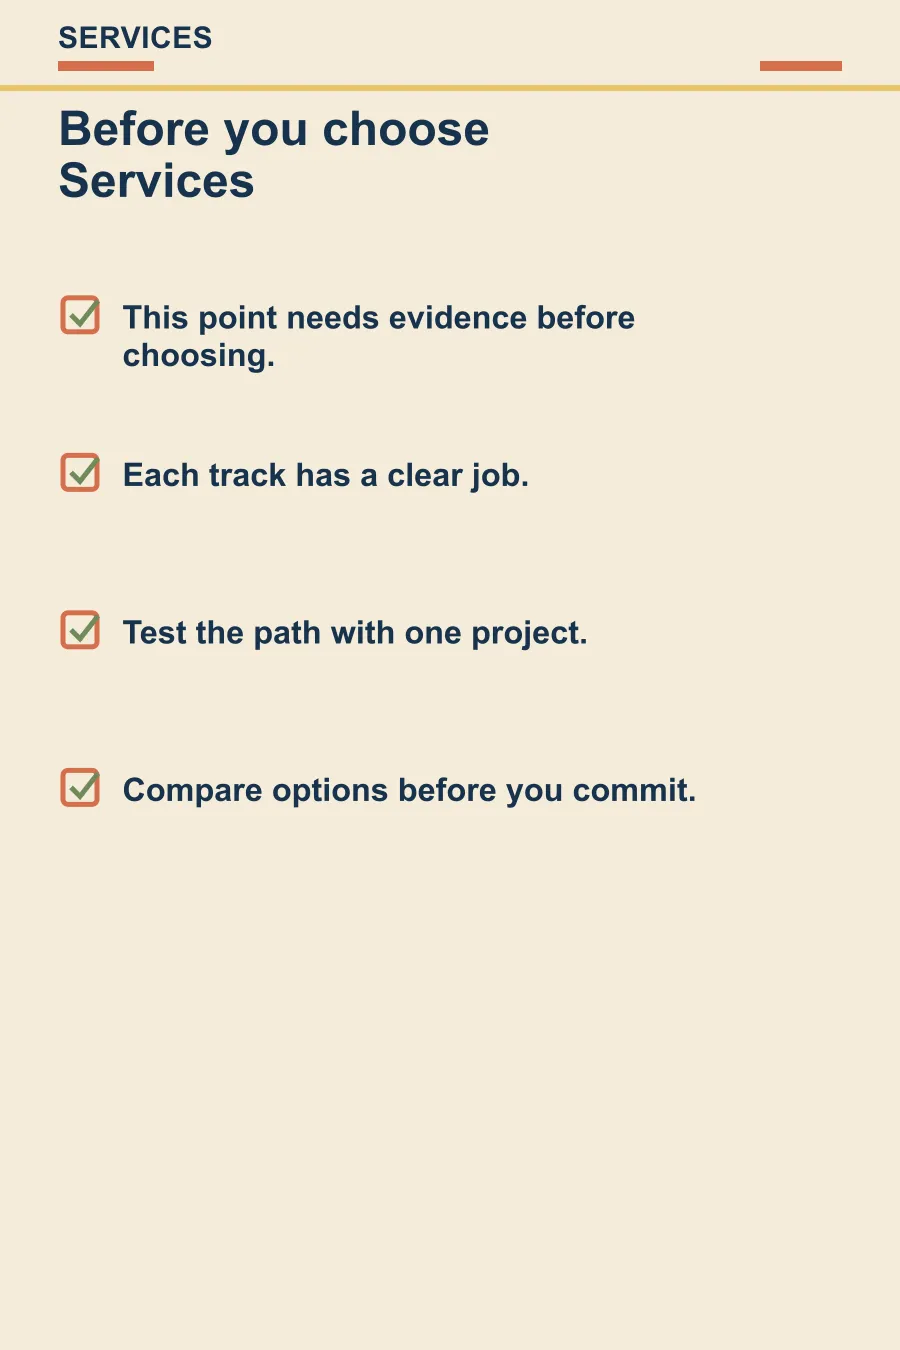 SERVICES
Before you choose
Services
This point needs evidence before
choosing.
Each track has a clear job.
Test the path with one project.
Compare options before you commit.